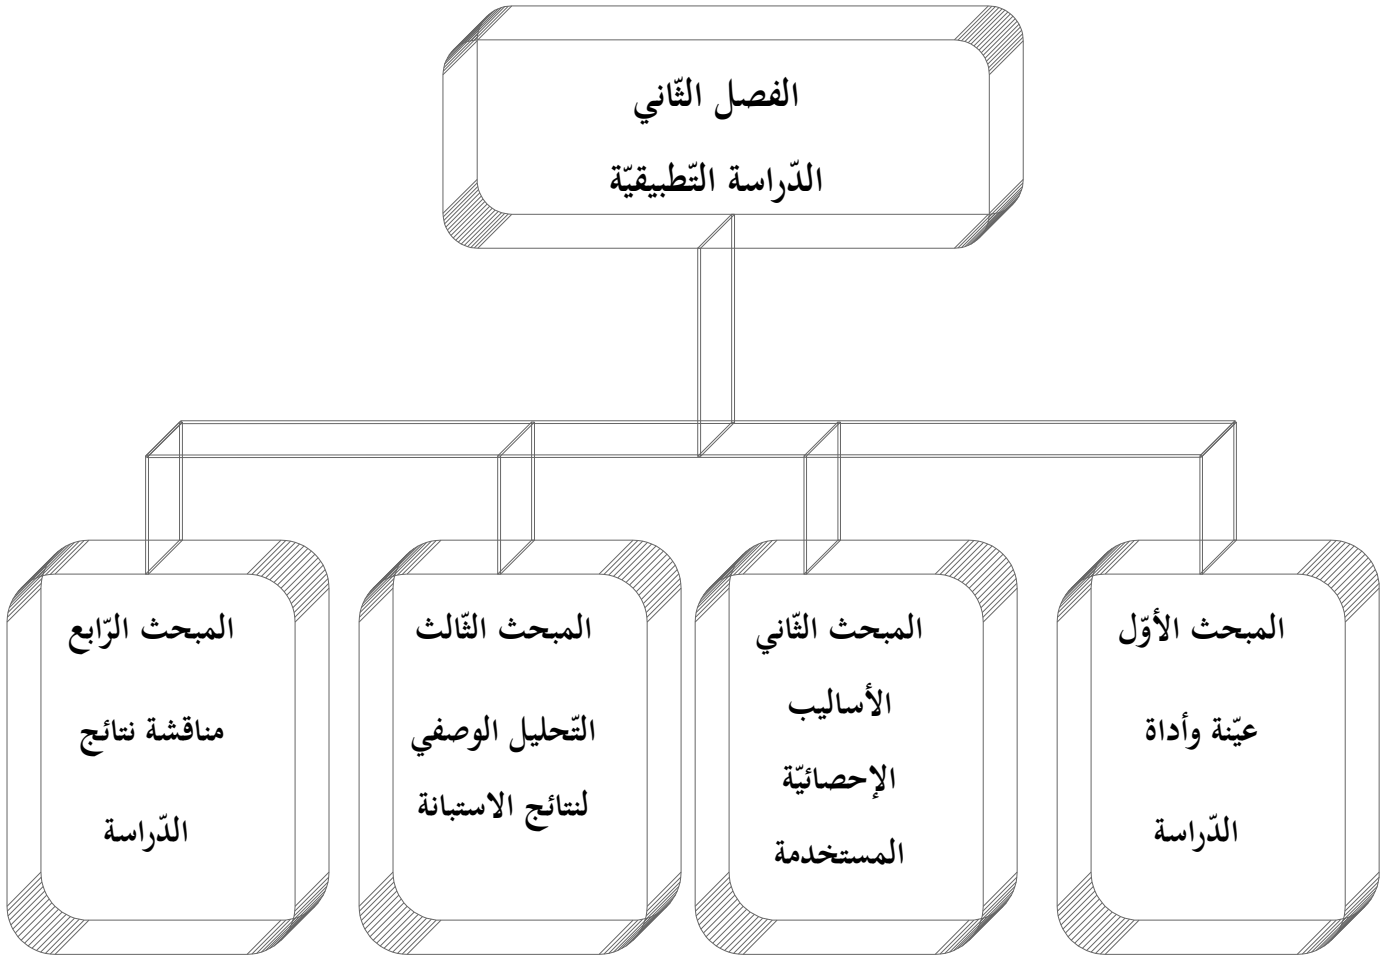 الفصل الثّاني
الدّراسة التّطبيقيّة
المبحث الأوّل
عيّنة وأداة
الدّراسة
المبحث الثّاني
الأساليب
الإحصائيّة
المستخدمة
المبحث الثّالث
التّحليل الوصفي
لنتائج الاستبانة
المبحث الرّابع
مناقشة نتائج
الدّراسة